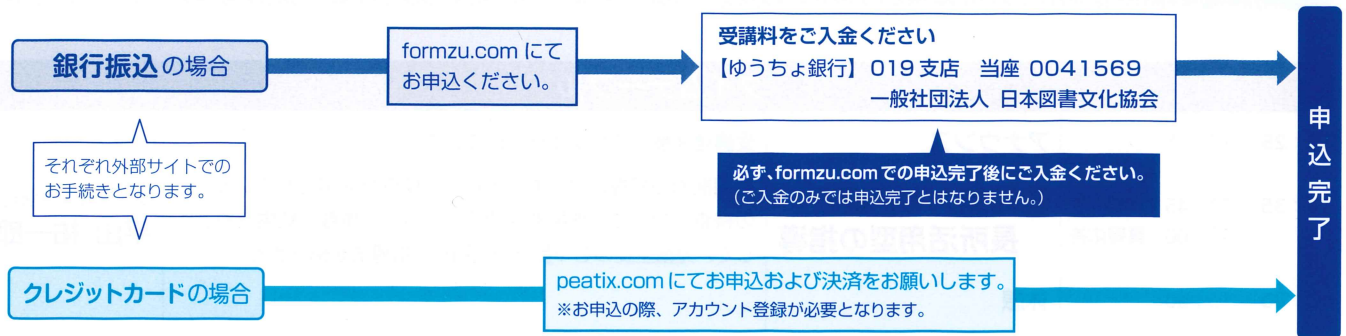 銀行振込の場合
formzu.com にて
お申込ください。
受講料をご入金ください
【ゆうちょ銀行】 019 支店　当座 0041569
一般社団法人 日本図書文化協会
必ず、formzu.comでの申込完了後にご入金ください。
（ご入金のみでは申込完了とはなりません。）
それぞれ外部サイトでの
お手続きとなります。
クレジットカードの場合
peatix.com にてお申込および決済をお願いします。
※お申込の際、アカウント登録が必要となります。
申込完了